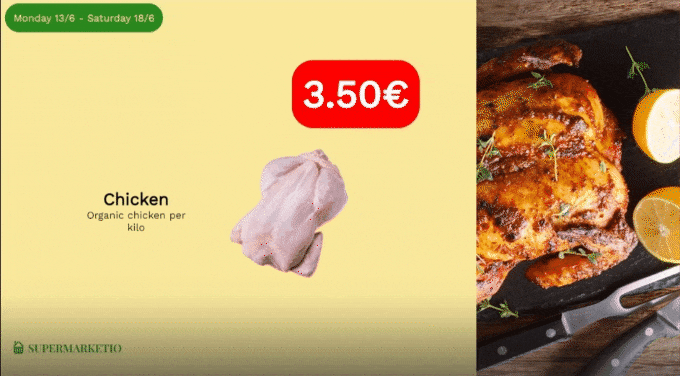 Monday 13/6 - Saturday 18/6
3.50€
Chicken
Organic chicken per
kilo
SUPERMARKETIO